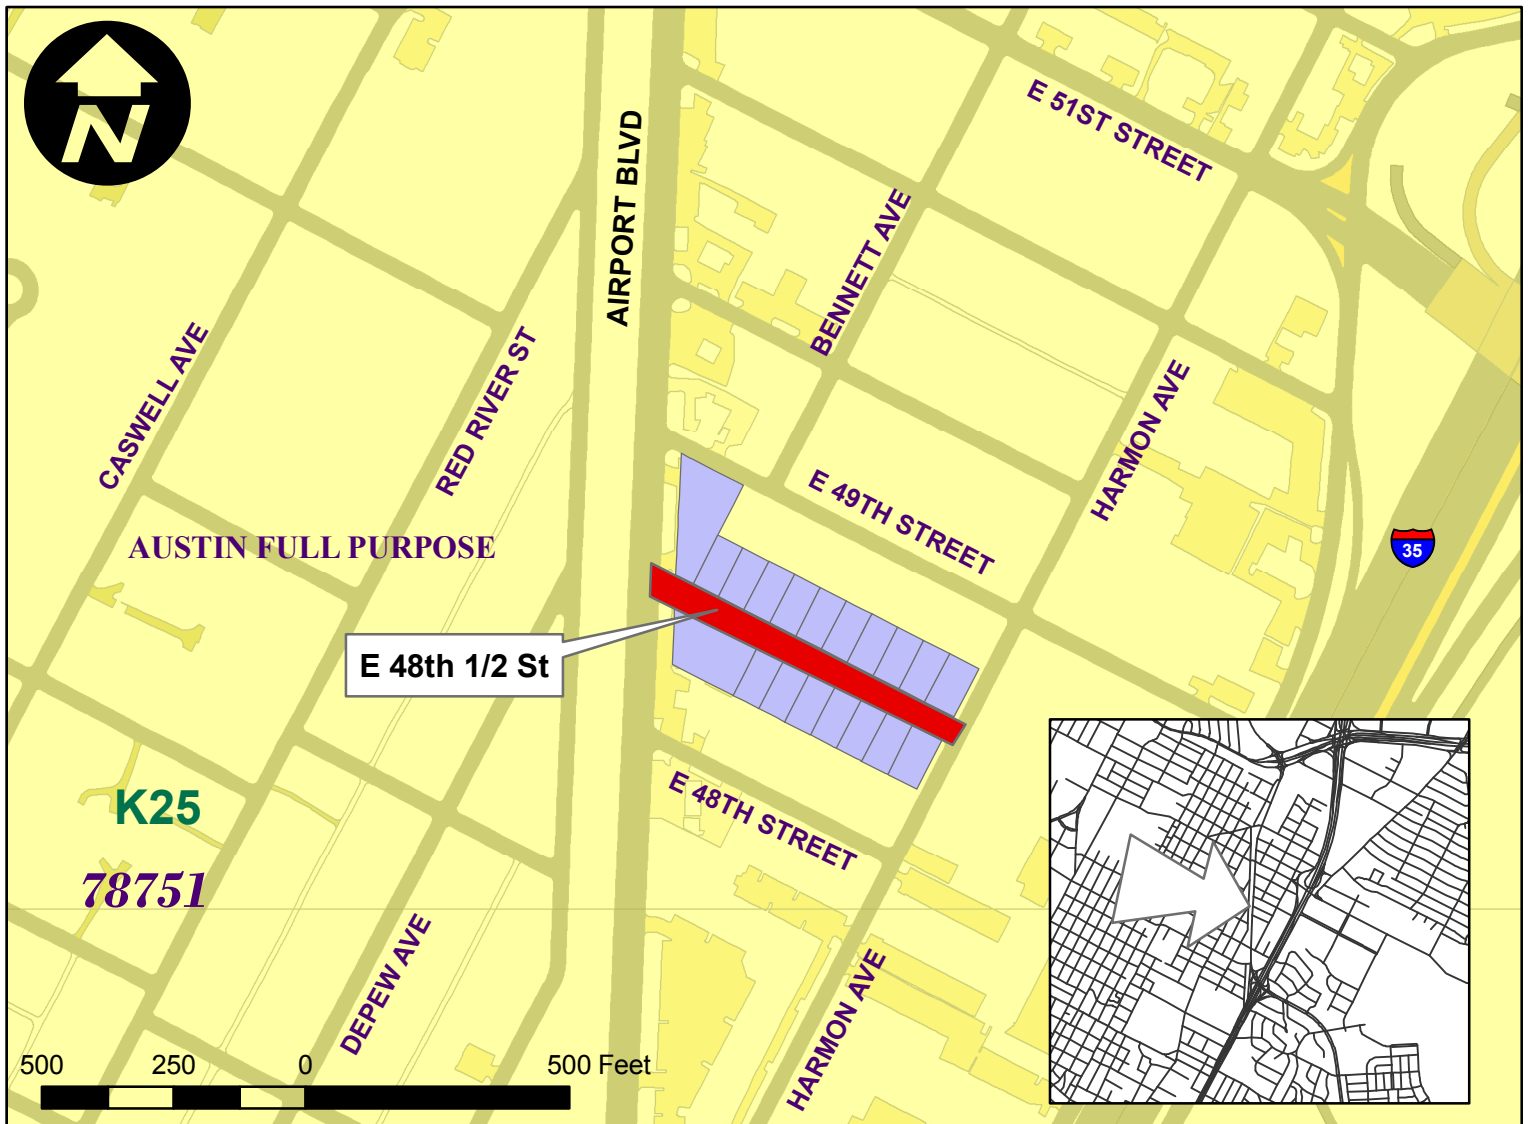 N
E 51ST STREET
AIRPORT BLVD
BENNETT AVE
CASWELL AVE
RED RIVER ST
HARMON AVE
E 49TH STREET
AUSTIN FULL PURPOSE
35
E 48th 1/2 St
K25
E 48TH STREET
78751
DEPEW AVE
HARMON AVE
500 250 0 500 Feet